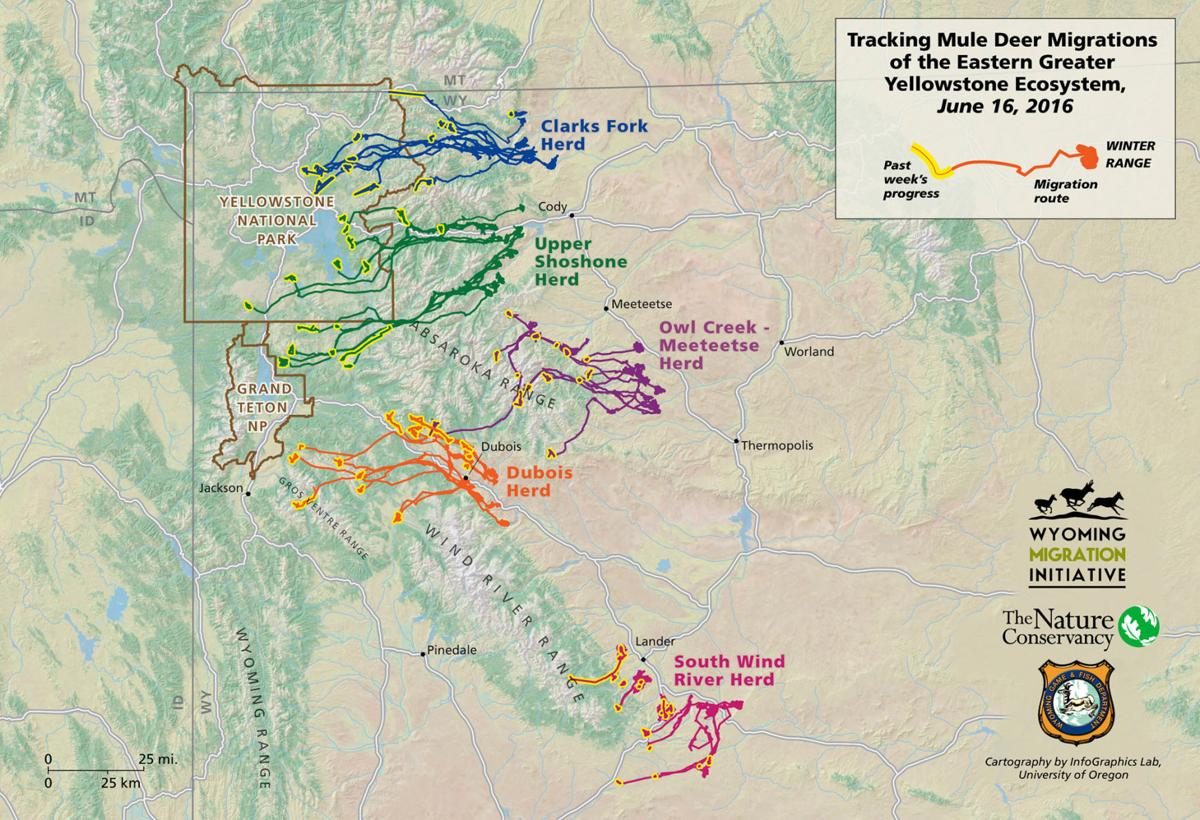 Tracking Mule Deer Migrations
of the Eastern Greater
Yellowstone Ecosystem,
June 16, 2016
Past
week's
progress
Migration
route
WINTER
RANGE
MT
WY
Clarks Fork
Herd
MT
ID
YELLOWSTONE
NATIONAL
PARK
Cody
Upper
Shoshone
Herd
Meeteetse
ABSAROKA RANGE
Owl Creek -
Meeteetse
Herd
Worland
GRAND
TETON
NP
Thermopolis
Dubois
Dubois
Herd
Jackson
GROS VENTRE RANGE
WIND RIVER RANGE
WYOMING
MIGRATION
INITIATIVE
The Nature
Conservancy
WYOMING GAME & FISH DEPARTMENT
Lander
Pinedale
South Wind
River Herd
WYOMING RANGE
ID
WY
0 25 mi.
0 25 km
Cartography by InfoGraphics Lab,
University of Oregon